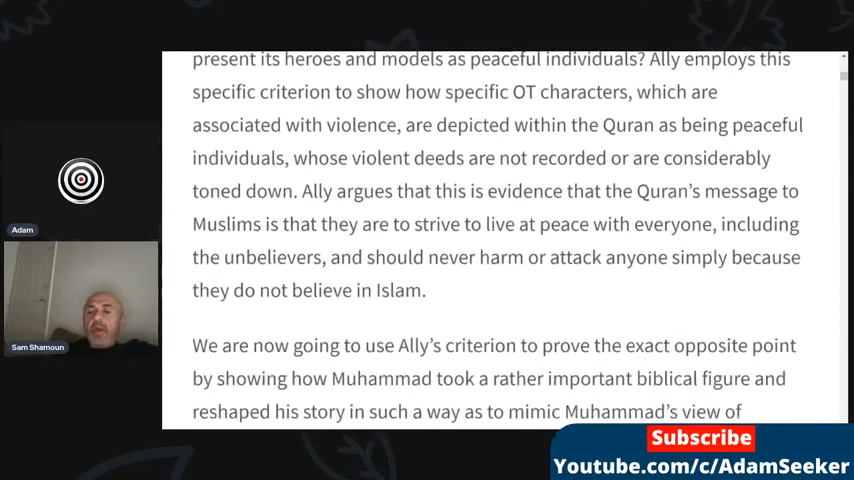 present its heroes and models as peaceful individuals? Ally employs this
specific criterion to show how specific OT characters, which are
associated with violence, are depicted within the Quran as being peaceful
individuals, whose violent deeds are not recorded or are considerably
toned down. Ally argues that this is evidence that the Quran's message to
Muslims is that they are to strive to live at peace with everyone, including
the unbelievers, and should never harm or attack anyone simply because
they do not believe in Islam.
We are now going to use Ally's criterion to prove the exact opposite point
by showing how Muhammad took a rather important biblical figure and
reshaped his story in such a way as to mimic Muhammad's view of
Adam
Sam Shamoun
Subscribe
Youtube.com/c/AdamSeeker